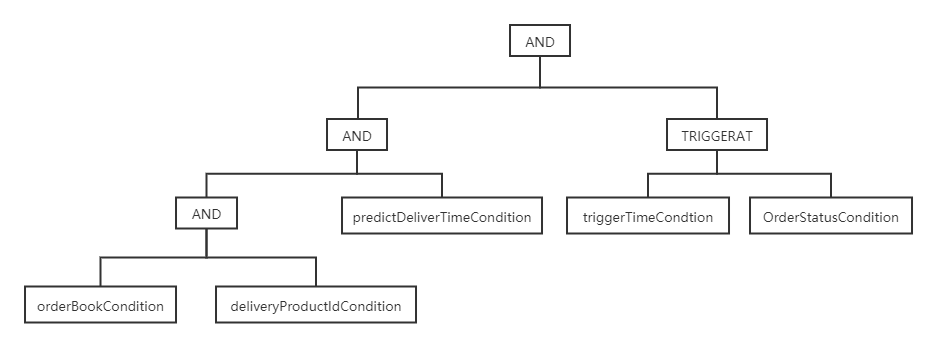 AND
AND
TRIGGERAT
AND
predictDeliverTimeCondition
triggerTimeCondtion
OrderStatusCondition
orderBookCondition
deliveryProductIdCondition